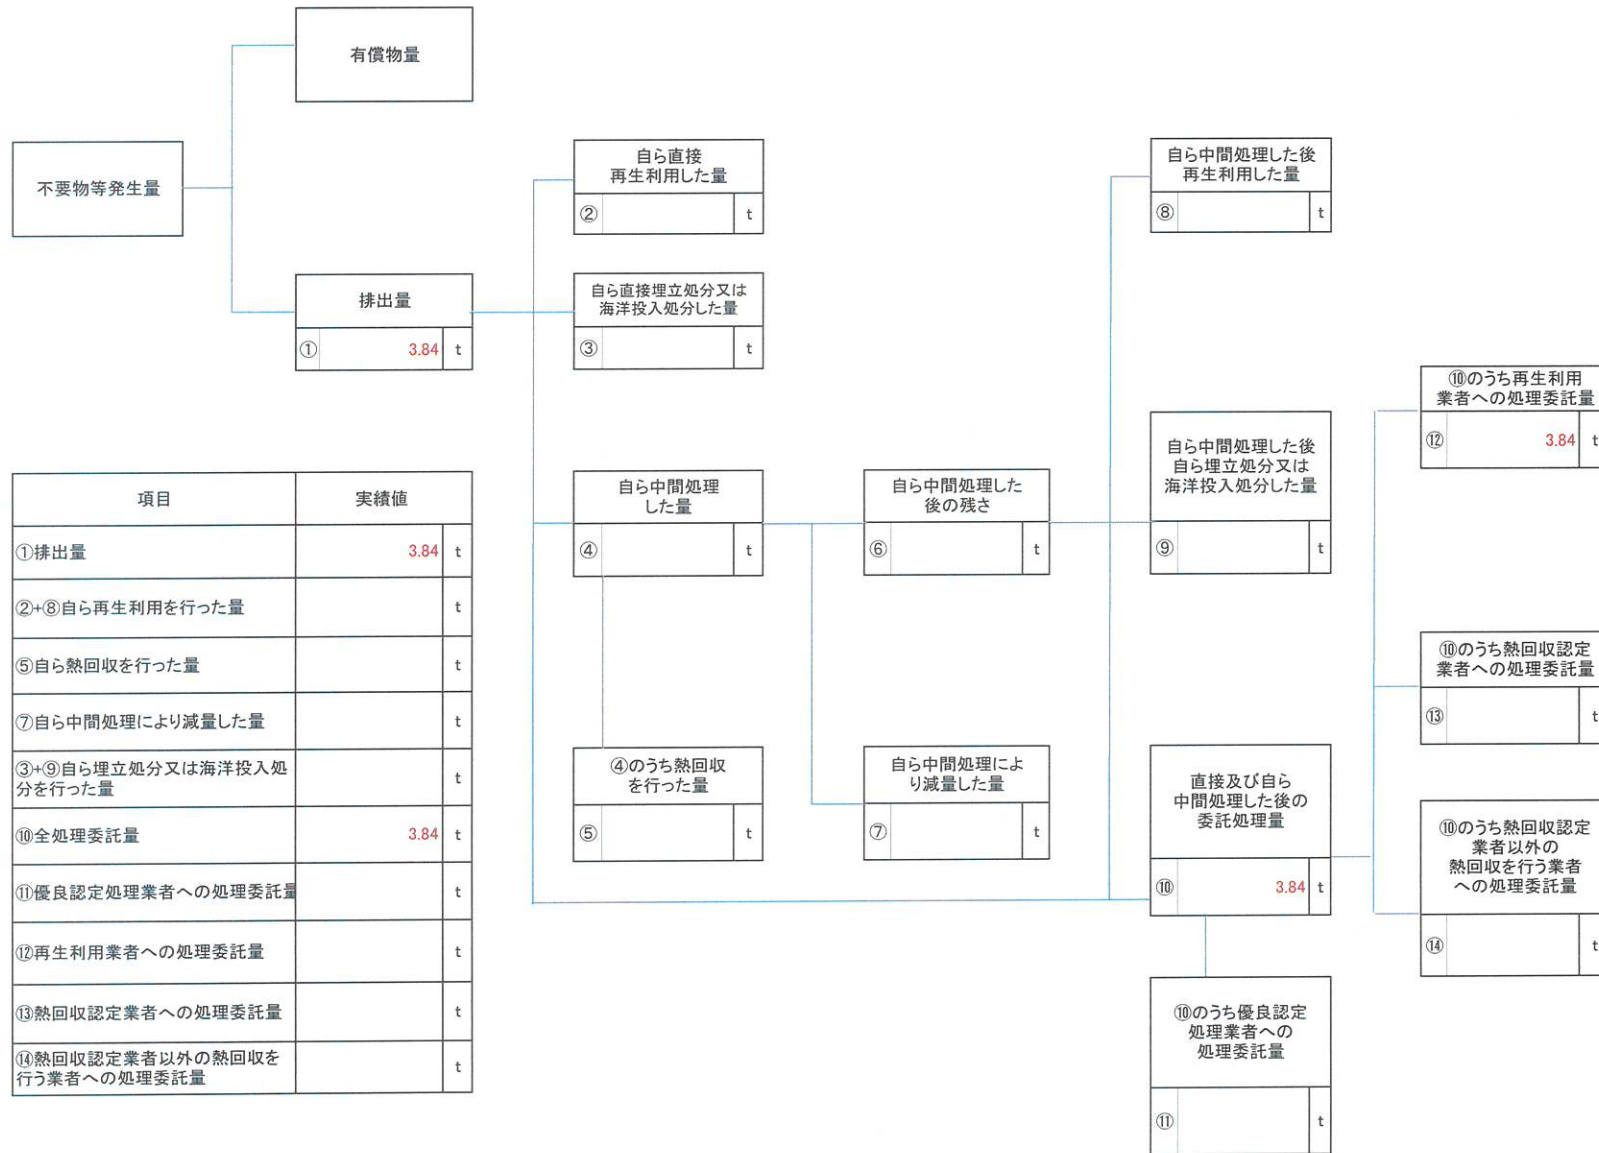 有償物量
不要物等発生量
排出量
① 3.84 t
自ら直接
再生利用した量
② t
自ら直接埋立処分又は
海洋投入処分した量
③ t
自ら中間処理
した量
④ t
④のうち熱回収
を行った量
⑤ t
自ら中間処理した
後の残さ
⑥ t
自ら中間処理によ
り減量した量
⑦ t
自ら中間処理した後
再生利用した量
⑧ t
自ら中間処理した後
自ら埋立処分又は
海洋投入処分した量
⑨ t
直接及び自ら
中間処理した後の
委託処理量
⑩ 3.84 t
⑩のうち優良認定
処理業者への
処理委託量
⑪ t
⑩のうち再生利用
業者への処理委託量
⑫ 3.84 t
⑩のうち熱回収認定
業者への処理委託量
⑬ t
⑩のうち熱回収認定
業者以外の
熱回収を行う業者
への処理委託量
⑭ t
項目 実績値
①排出量 3.84 t
②+⑧自ら再生利用を行った量 t
⑤自ら熱回収を行った量 t
⑦自ら中間処理により減量した量 t
③+⑨自ら埋立処分又は海洋投入処
分を行った量 t
⑩全処理委託量 3.84 t
⑪優良認定処理業者への処理委託量 t
⑫再生利用業者への処理委託量 t
⑬熱回収認定業者への処理委託量 t
⑭熱回収認定業者以外の熱回収を
行う業者への処理委託量 t